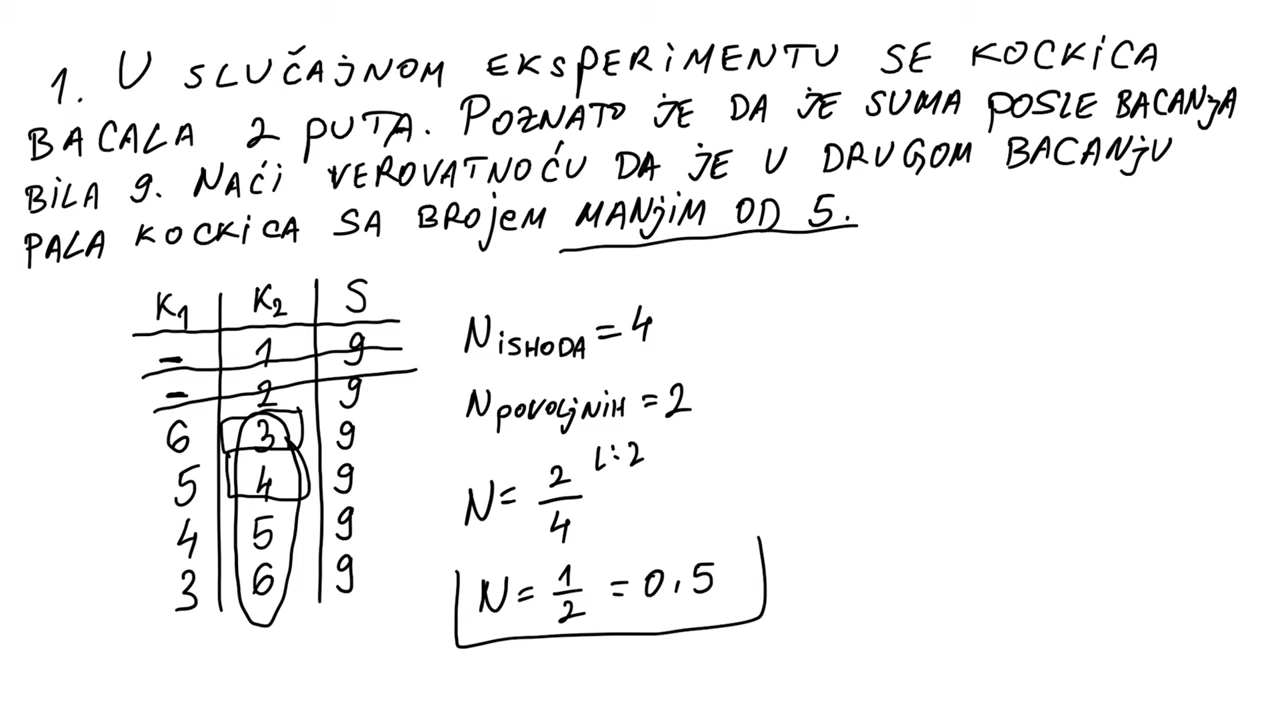 1. U SLUČAJNOM EKSPERIMENTU SE KOCKICA
BACALA 2 PUTA. POZNATO JE DA JE SUMA POSLE BACANJA
BILA 9. NAĆI VEROVATNOĆU DA JE U DRUGOM BACANJU
PALA KOCKICA SA BROJEM MANJIM OD 5.
K₁ K₂ S
- 1 9
- 2 9
6 3 9
5 4 9
4 5 9
3 6 9
N ISHODA = 4
N POVOLJNIH = 2
N = 2/4 (:2
N = 1/2 = 0.5